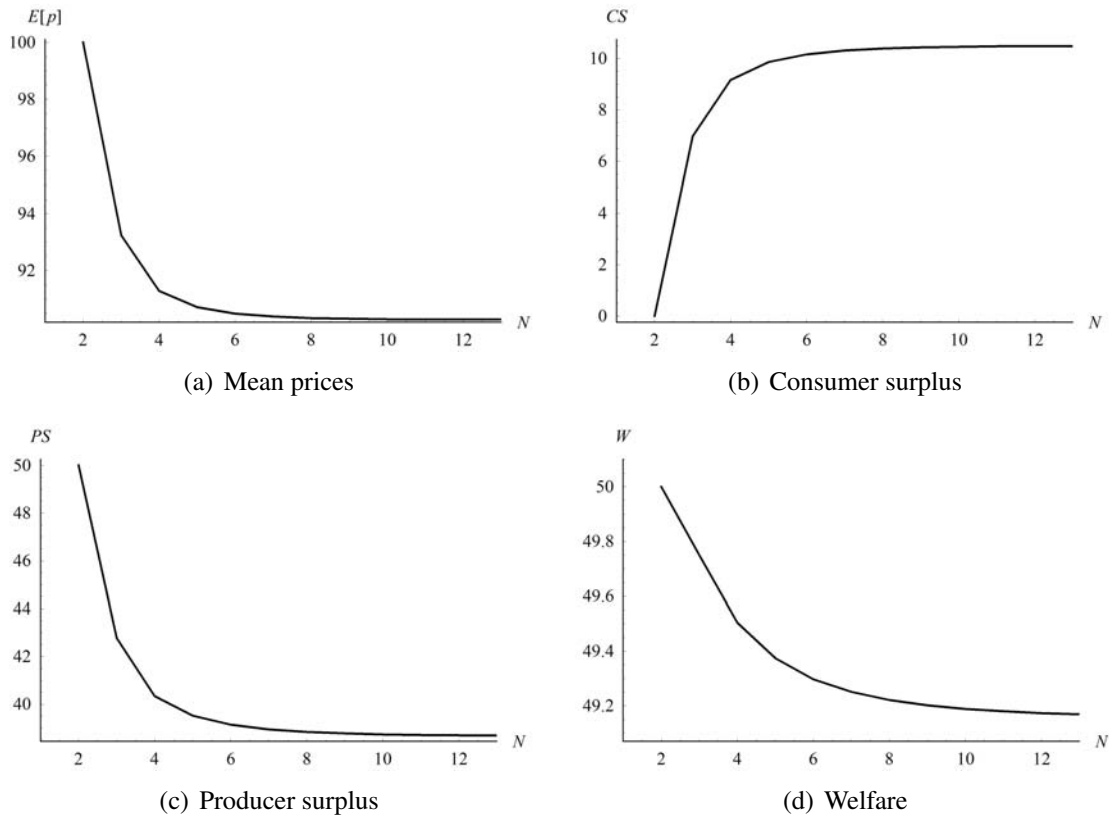 E[p]
100
98
96
94
92
2 4 6 8 10 12
N
(a) Mean prices
CS
10
8
6
4
2
0
2 4 6 8 10 12
N
(b) Consumer surplus
PS
50
48
46
44
42
40
2 4 6 8 10 12
N
(c) Producer surplus
W
50
49.8
49.6
49.4
49.2
2 4 6 8 10 12
N
(d) Welfare